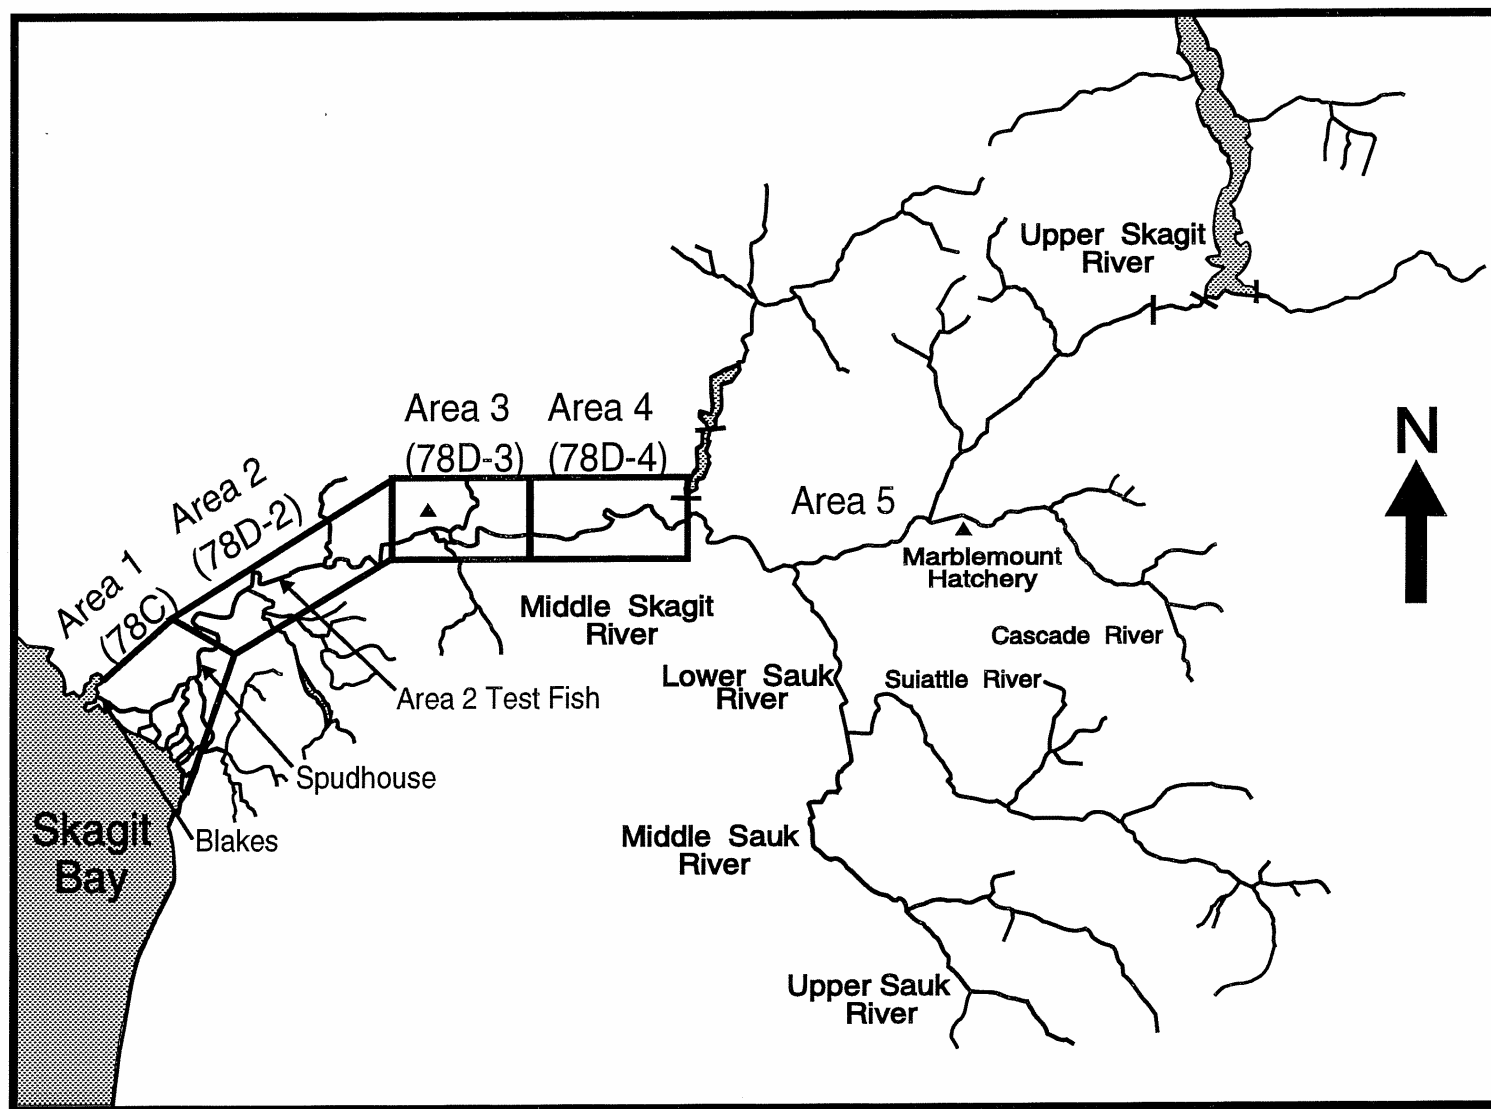 Upper Skagit
River
N
Area 3
(78D-3)
Area 4
(78D-4)
Area 2
(78D-2)
Area 5
Area 1
(78C)
Marblemount
Hatchery
Middle Skagit
River
Cascade River
Lower Sauk
River
Suiattle River
Area 2 Test Fish
Spudhouse
Blakes
Skagit
Bay
Middle Sauk
River
Upper Sauk
River